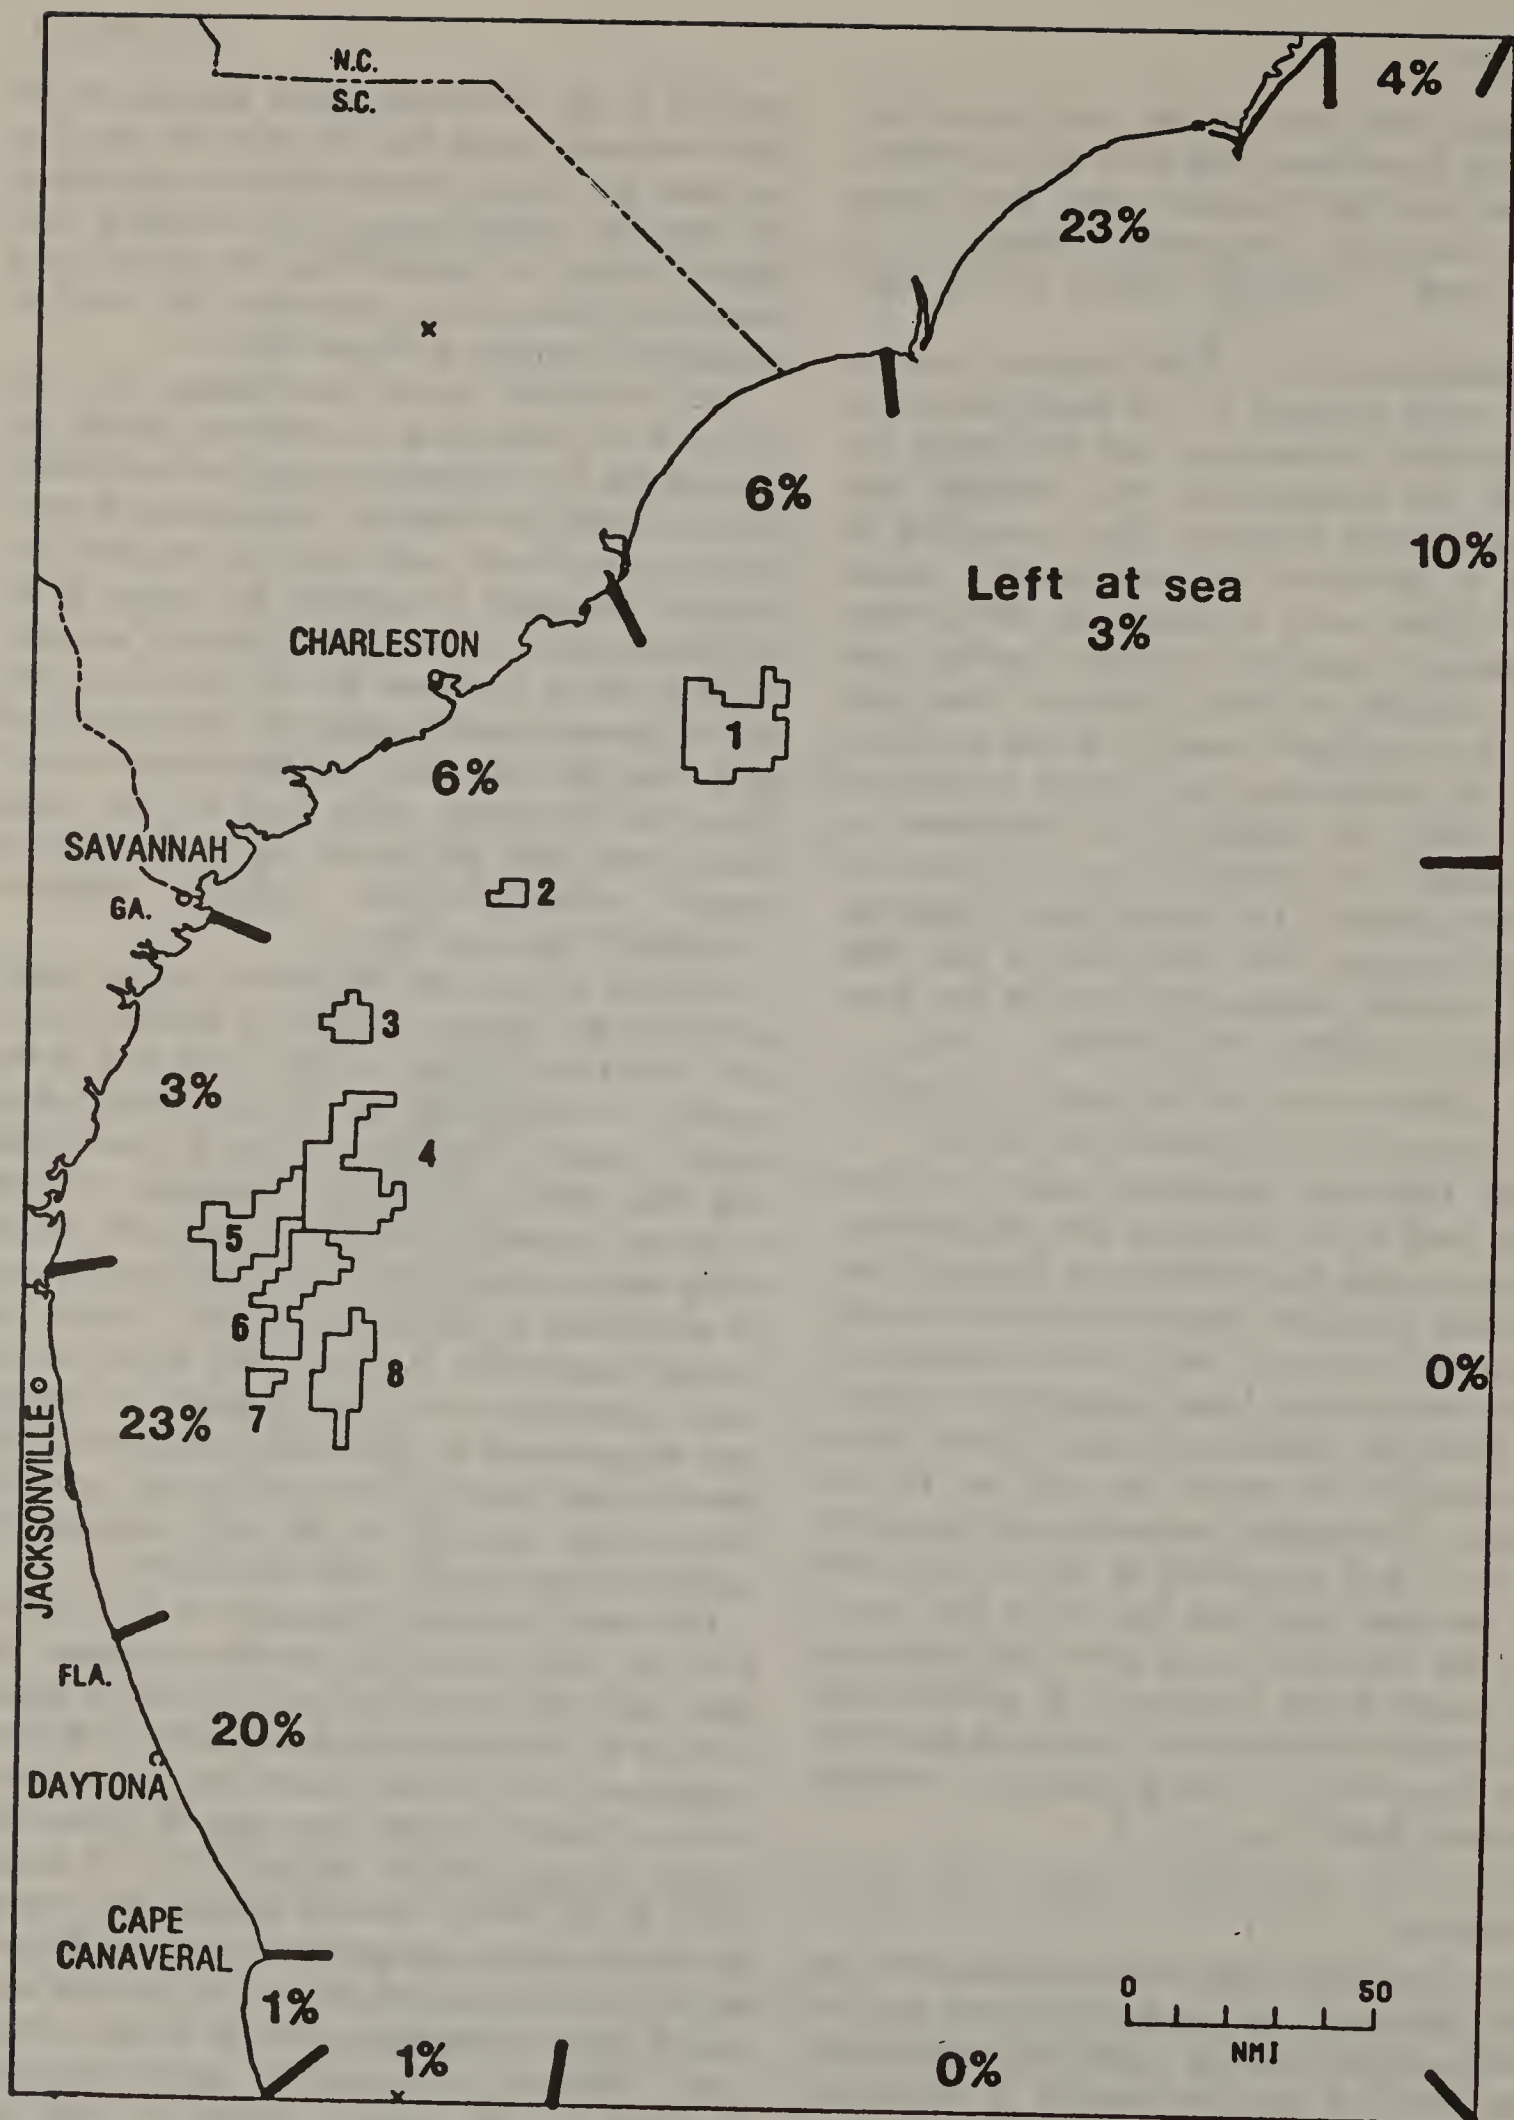 N.C.
S.C.
4%
23%
6%
10%
Left at sea
3%
CHARLESTON
1
6%
SAVANNAH
2
GA.
3
3%
4
5
6
8
0%
7
23%
JACKSONVILLE
FLA.
20%
DAYTONA
CAPE
CANAVERAL
0 50
NMI
1%
1%
0%